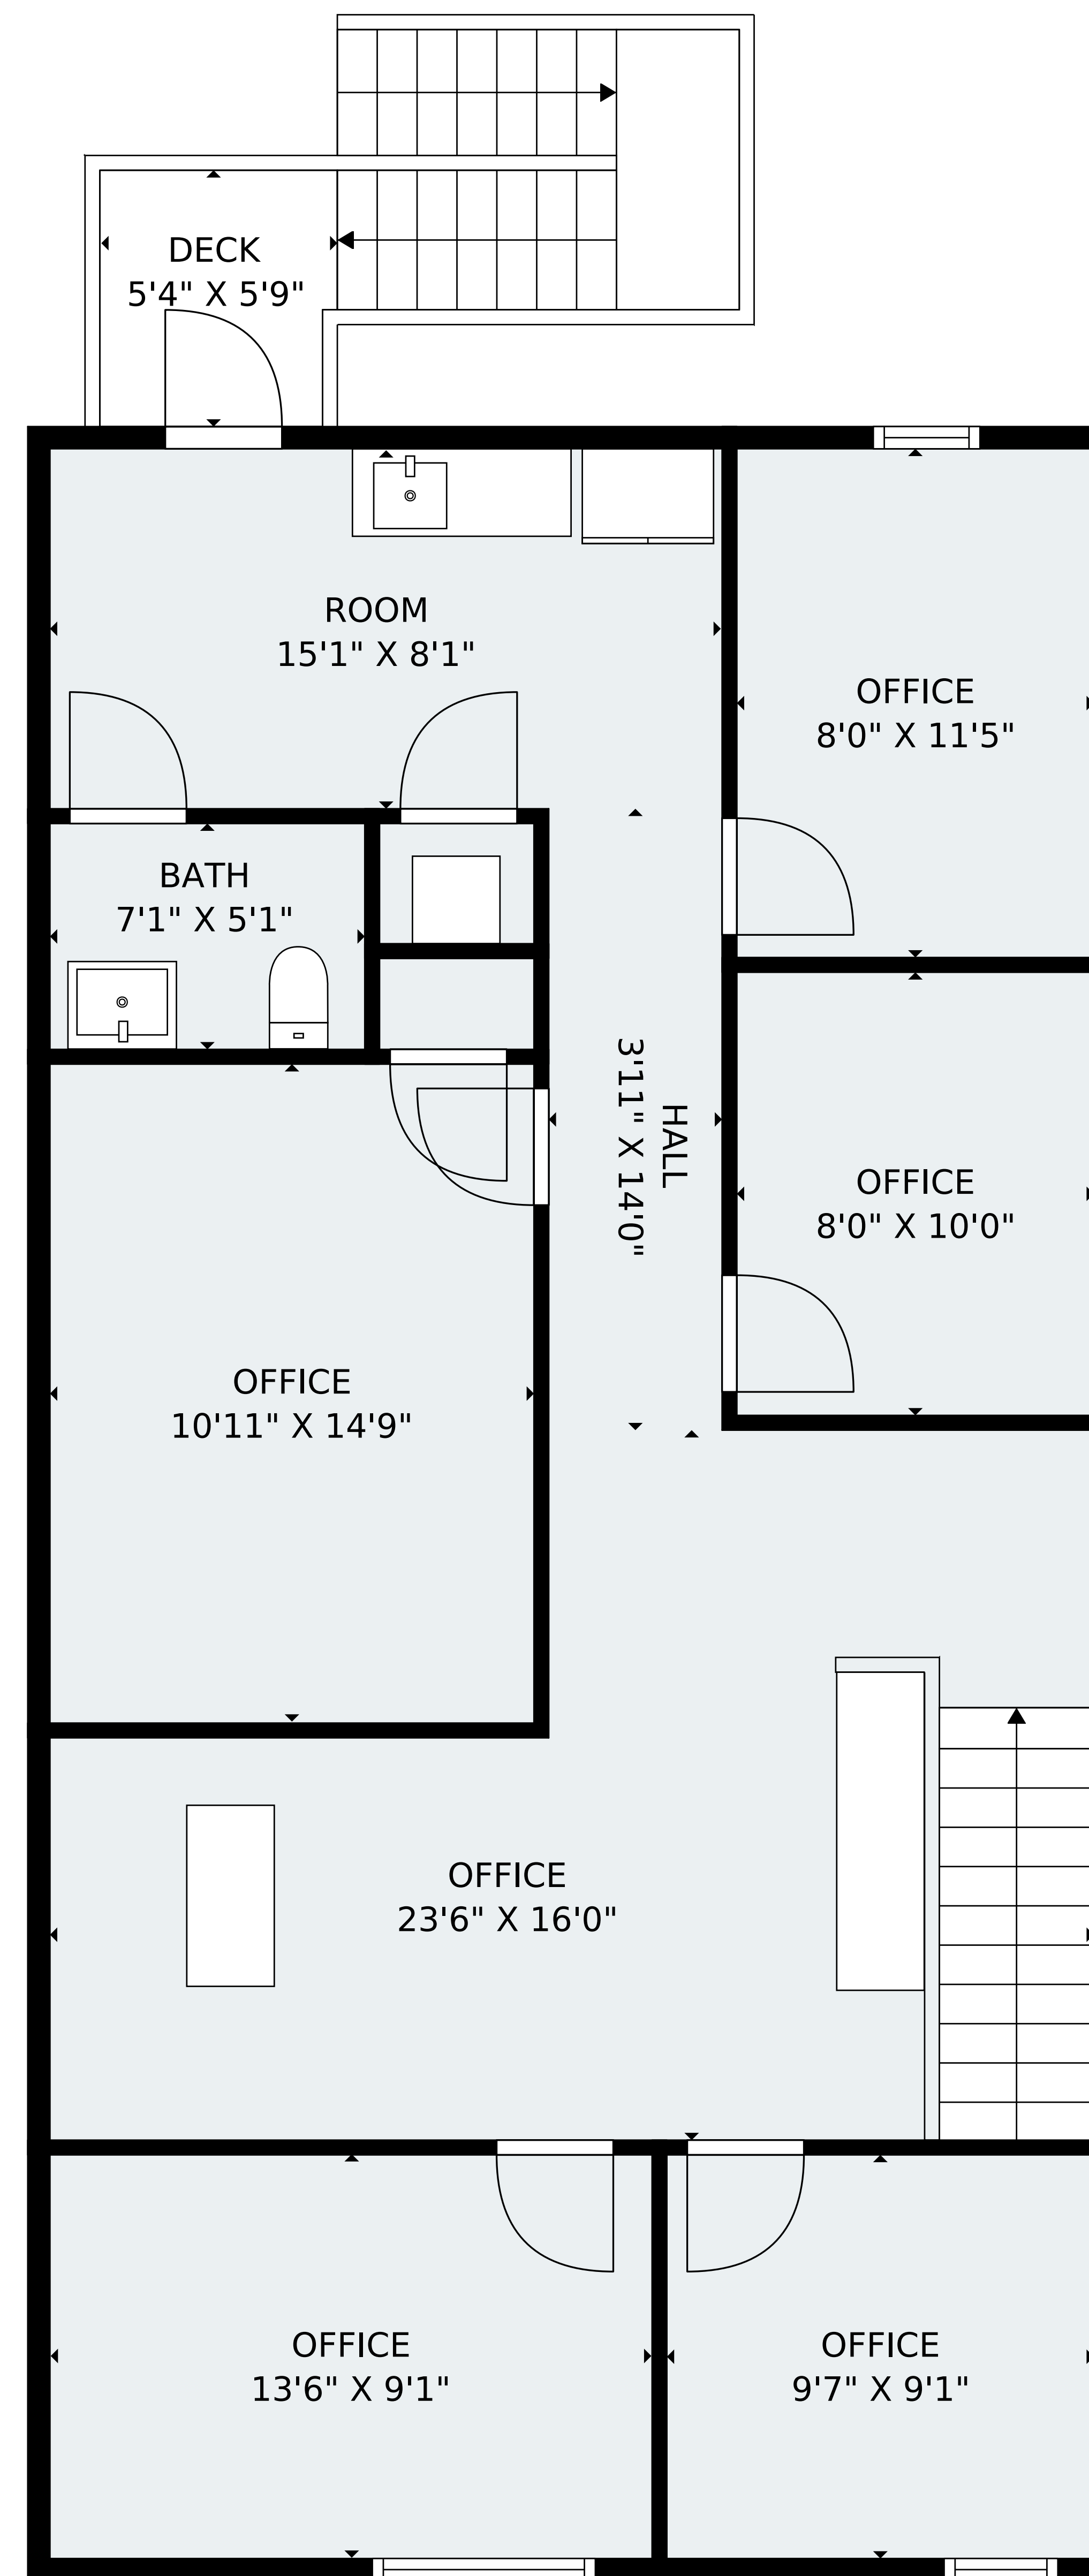 DECK
5'4" X 5'9"
ROOM
15'1" X 8'1"
OFFICE
8'0" X 11'5"
BATH
7'1" X 5'1"
HALL
3'11" X 14'0"
OFFICE
8'0" X 10'0"
OFFICE
10'11" X 14'9"
OFFICE
23'6" X 16'0"
OFFICE
13'6" X 9'1"
OFFICE
9'7" X 9'1"